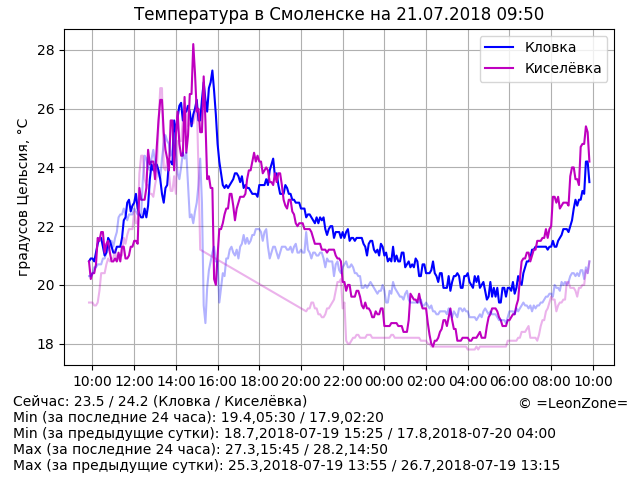 Температура в Смоленске на 21.07.2018 09:50
градусов Цельсия, °C
28
26
24
22
20
18
Кловка
Киселёвка
10:00 12:00 14:00 16:00 18:00 20:00 22:00 00:00 02:00 04:00 06:00 08:00 10:00
Сейчас: 23.5 / 24.2 (Кловка / Киселёвка)
© =LeonZone=
Min (за последние 24 часа): 19.4,05:30 / 17.9,02:20
Min (за предыдущие сутки): 18.7,2018-07-19 15:25 / 17.8,2018-07-20 04:00
Max (за последние 24 часа): 27.3,15:45 / 28.2,14:50
Max (за предыдущие сутки): 25.3,2018-07-19 13:55 / 26.7,2018-07-19 13:15